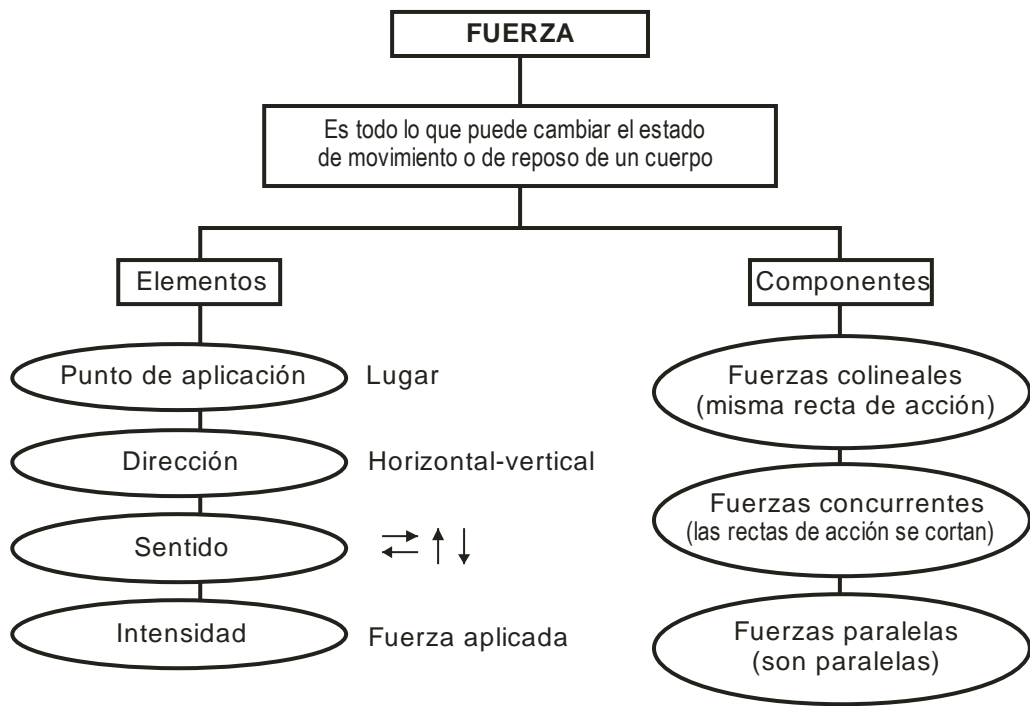 FUERZA
Es todo lo que puede cambiar el estado
de movimiento o de reposo de un cuerpo
Elementos
Punto de aplicación
Lugar
Dirección
Horizontal-vertical
Sentido
Intensidad
Fuerza aplicada
Componentes
Fuerzas colineales
(misma recta de acción)
Fuerzas concurrentes
(las rectas de acción se cortan)
Fuerzas paralelas
(son paralelas)